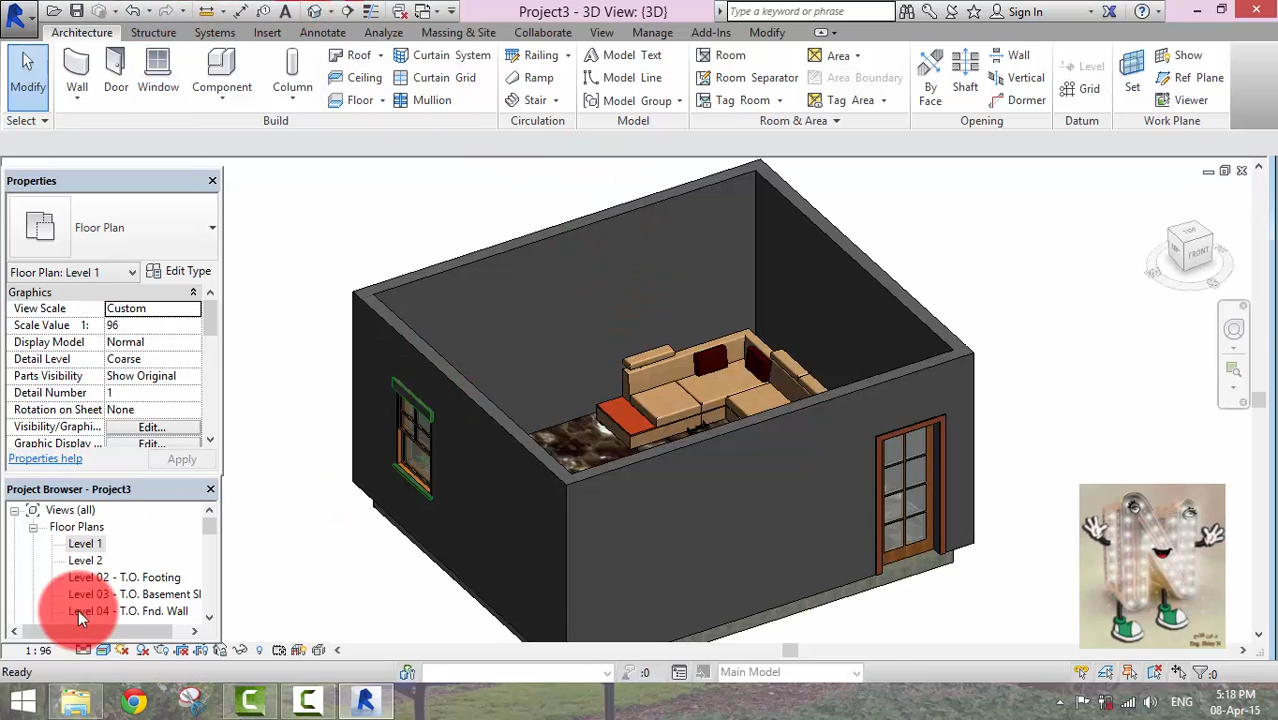 Project3 - 3D View: {3D}
Type a keyword or phrase
Sign In
Architecture
Structure
Systems
Insert
Annotate
Analyze
Massing & Site
Collaborate
View
Manage
Add-Ins
Modify
Modify
Wall
Door
Window
Component
Column
Roof
Ceiling
Floor
Curtain System
Curtain Grid
Mullion
Railing
Ramp
Stair
Model Text
Model Line
Model Group
Room
Room Separator
Tag Room
Area
Area Boundary
Tag Area
By Face
Shaft
Wall
Vertical
Dormer
Level
Grid
Set
Show
Ref Plane
Viewer
Select
Build
Circulation
Model
Room & Area
Opening
Datum
Work Plane
Properties
Floor Plan
Floor Plan: Level 1
Edit Type
Graphics
View Scale Custom
Scale Value 1: 96
Display Model Normal
Detail Level Coarse
Parts Visibility Show Original
Detail Number 1
Rotation on Sheet None
Visibility/Graphi... Edit...
Graphic Display ... Edit...
Properties help
Apply
Project Browser - Project3
Views (all)
Floor Plans
Level 1
Level 2
Level 02 - T.O. Footing
Level 03 - T.O. Basement Sl
Level 04 - T.O. Fnd. Wall
1 : 96
TOP
FRONT
Ready
:0
Main Model
:0
ENG
5:18 PM
08-Apr-15